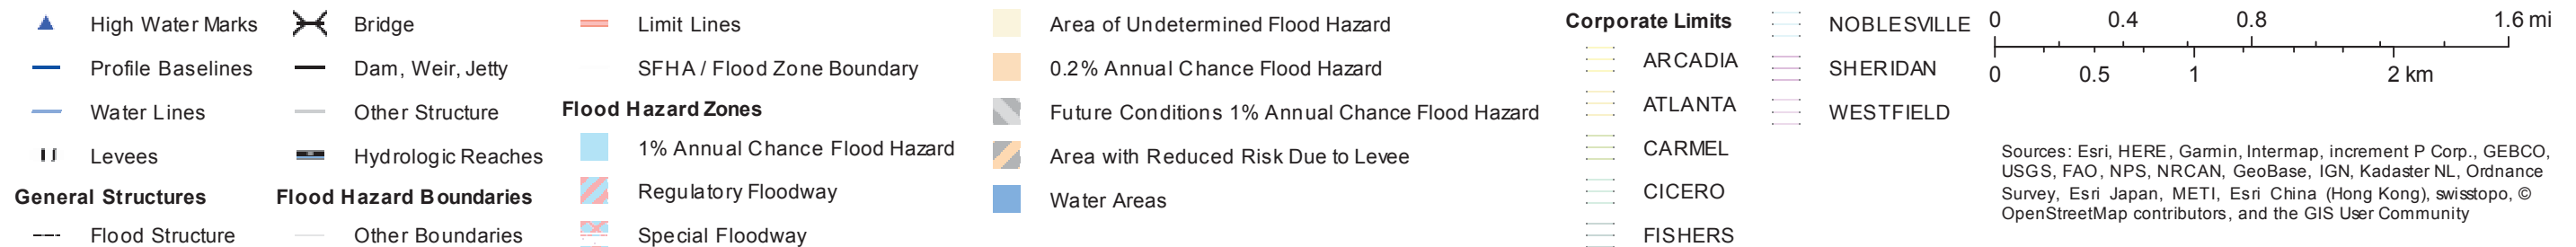 High Water Marks
Profile Baselines
Water Lines
Levees
General Structures
Flood Structure
Bridge
Dam, Weir, Jetty
Other Structure
Hydrologic Reaches
Flood Hazard Boundaries
Other Boundaries
Limit Lines
SFHA / Flood Zone Boundary
Flood Hazard Zones
1% Annual Chance Flood Hazard
Regulatory Floodway
Special Floodway
Area of Undetermined Flood Hazard
0.2% Annual Chance Flood Hazard
Future Conditions 1% Annual Chance Flood Hazard
Area with Reduced Risk Due to Levee
Water Areas
Corporate Limits
ARCADIA
ATLANTA
CARMEL
CICERO
FISHERS
NOBLESVILLE
SHERIDAN
WESTFIELD
0 0.4 0.8 1.6 mi
0 0.5 1 2 km
Sources: Esri, HERE, Garmin, Intermap, increment P Corp., GEBCO,
USGS, FAO, NPS, NRCAN, GeoBase, IGN, Kadaster NL, Ordnance
Survey, Esri Japan, METI, Esri China (Hong Kong), swisstopo, ©
OpenStreetMap contributors, and the GIS User Community